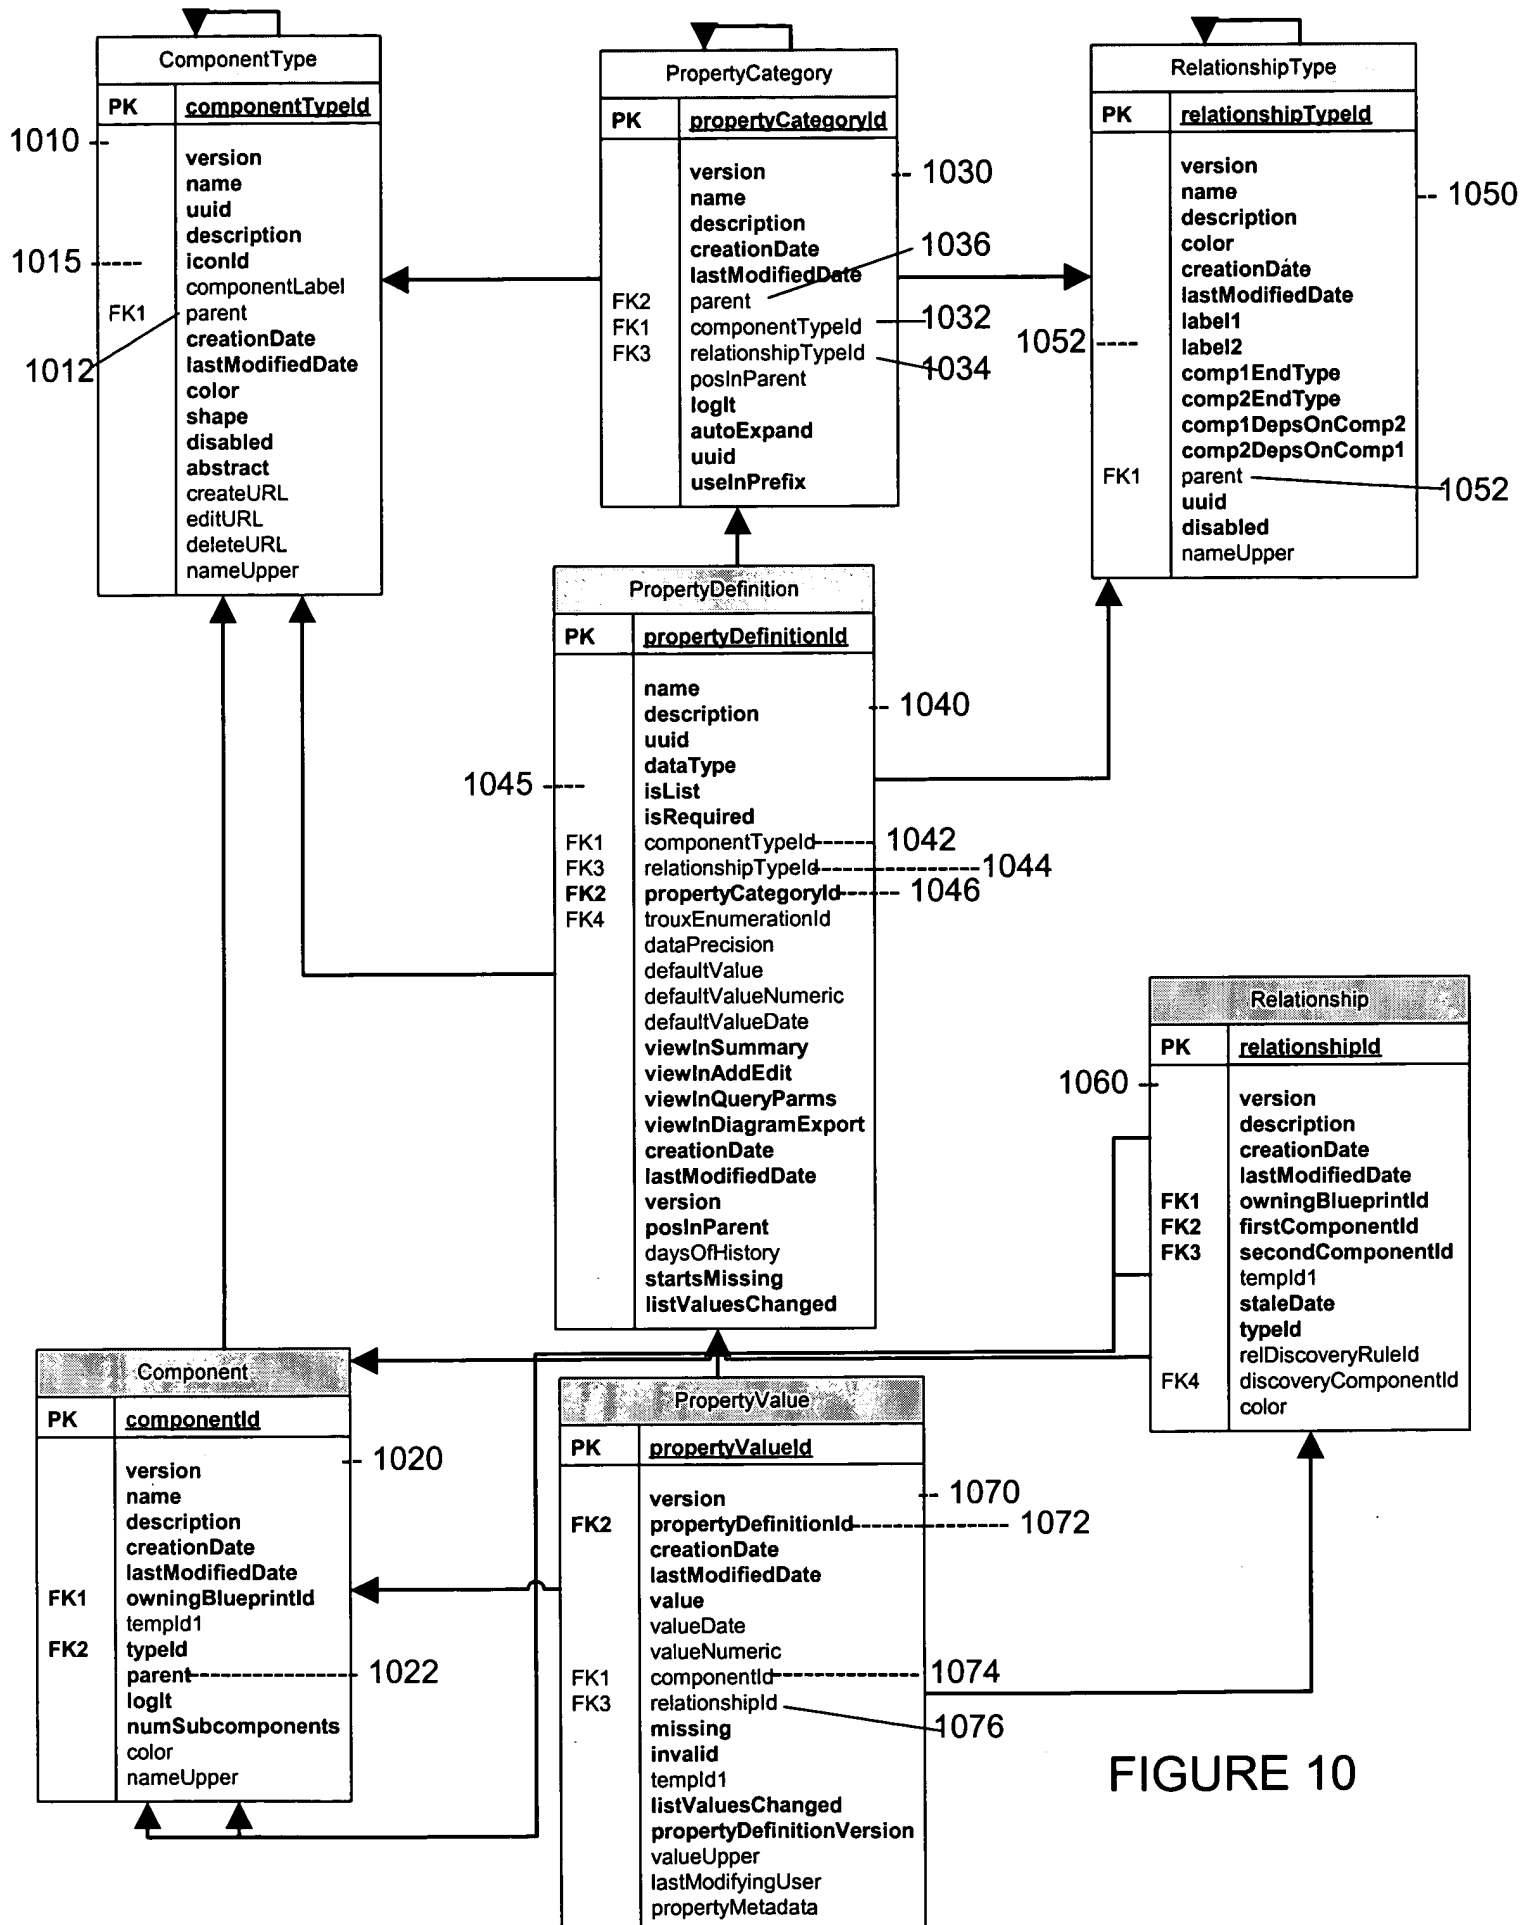 ComponentType
PK componentTypeId
1010
version
name
uuid
description
1015
iconId
componentLabel
FK1 parent
1012
creationDate
lastModifiedDate
color
shape
disabled
abstract
createURL
editURL
deleteURL
nameUpper
PropertyCategory
PK propertyCategoryId
version
1030
name
description
creationDate
1036
lastModifiedDate
FK2 parent
FK1 componentTypeId
1032
FK3 relationshipTypeId
1034
posInParent
logIt
autoExpand
uuid
useInPrefix
RelationshipType
PK relationshipTypeId
version
name
1050
description
color
creationDate
lastModifiedDate
label1
1052
label2
comp1EndType
comp2EndType
comp1DepsOnComp2
comp2DepsOnComp1
FK1 parent
1052
uuid
disabled
nameUpper
PropertyDefinition
PK propertyDefinitionId
name
1040
description
uuid
dataType
1045
isList
isRequired
FK1 componentTypeId
1042
FK3 relationshipTypeId
1044
FK2 propertyCategoryId
1046
FK4 trouxEnumerationId
dataPrecision
defaultValue
defaultValueNumeric
defaultValueDate
viewInSummary
viewInAddEdit
viewInQueryParms
viewInDiagramExport
creationDate
lastModifiedDate
version
posInParent
daysOfHistory
startsMissing
listValuesChanged
Relationship
PK relationshipId
1060
version
description
creationDate
lastModifiedDate
FK1 owningBlueprintId
FK2 firstComponentId
FK3 secondComponentId
tempId1
staleDate
typeId
relDiscoveryRuleId
FK4 discoveryComponentId
color
Component
PK componentId
1020
version
name
description
creationDate
lastModifiedDate
FK1 owningBlueprintId
tempId1
FK2 typeId
parent
1022
logIt
numSubcomponents
color
nameUpper
PropertyValue
PK propertyValueId
version
1070
FK2 propertyDefinitionId
1072
creationDate
lastModifiedDate
value
valueDate
valueNumeric
FK1 componentId
1074
FK3 relationshipId
1076
missing
invalid
tempId1
listValuesChanged
propertyDefinitionVersion
valueUpper
lastModifyingUser
propertyMetadata
FIGURE 10